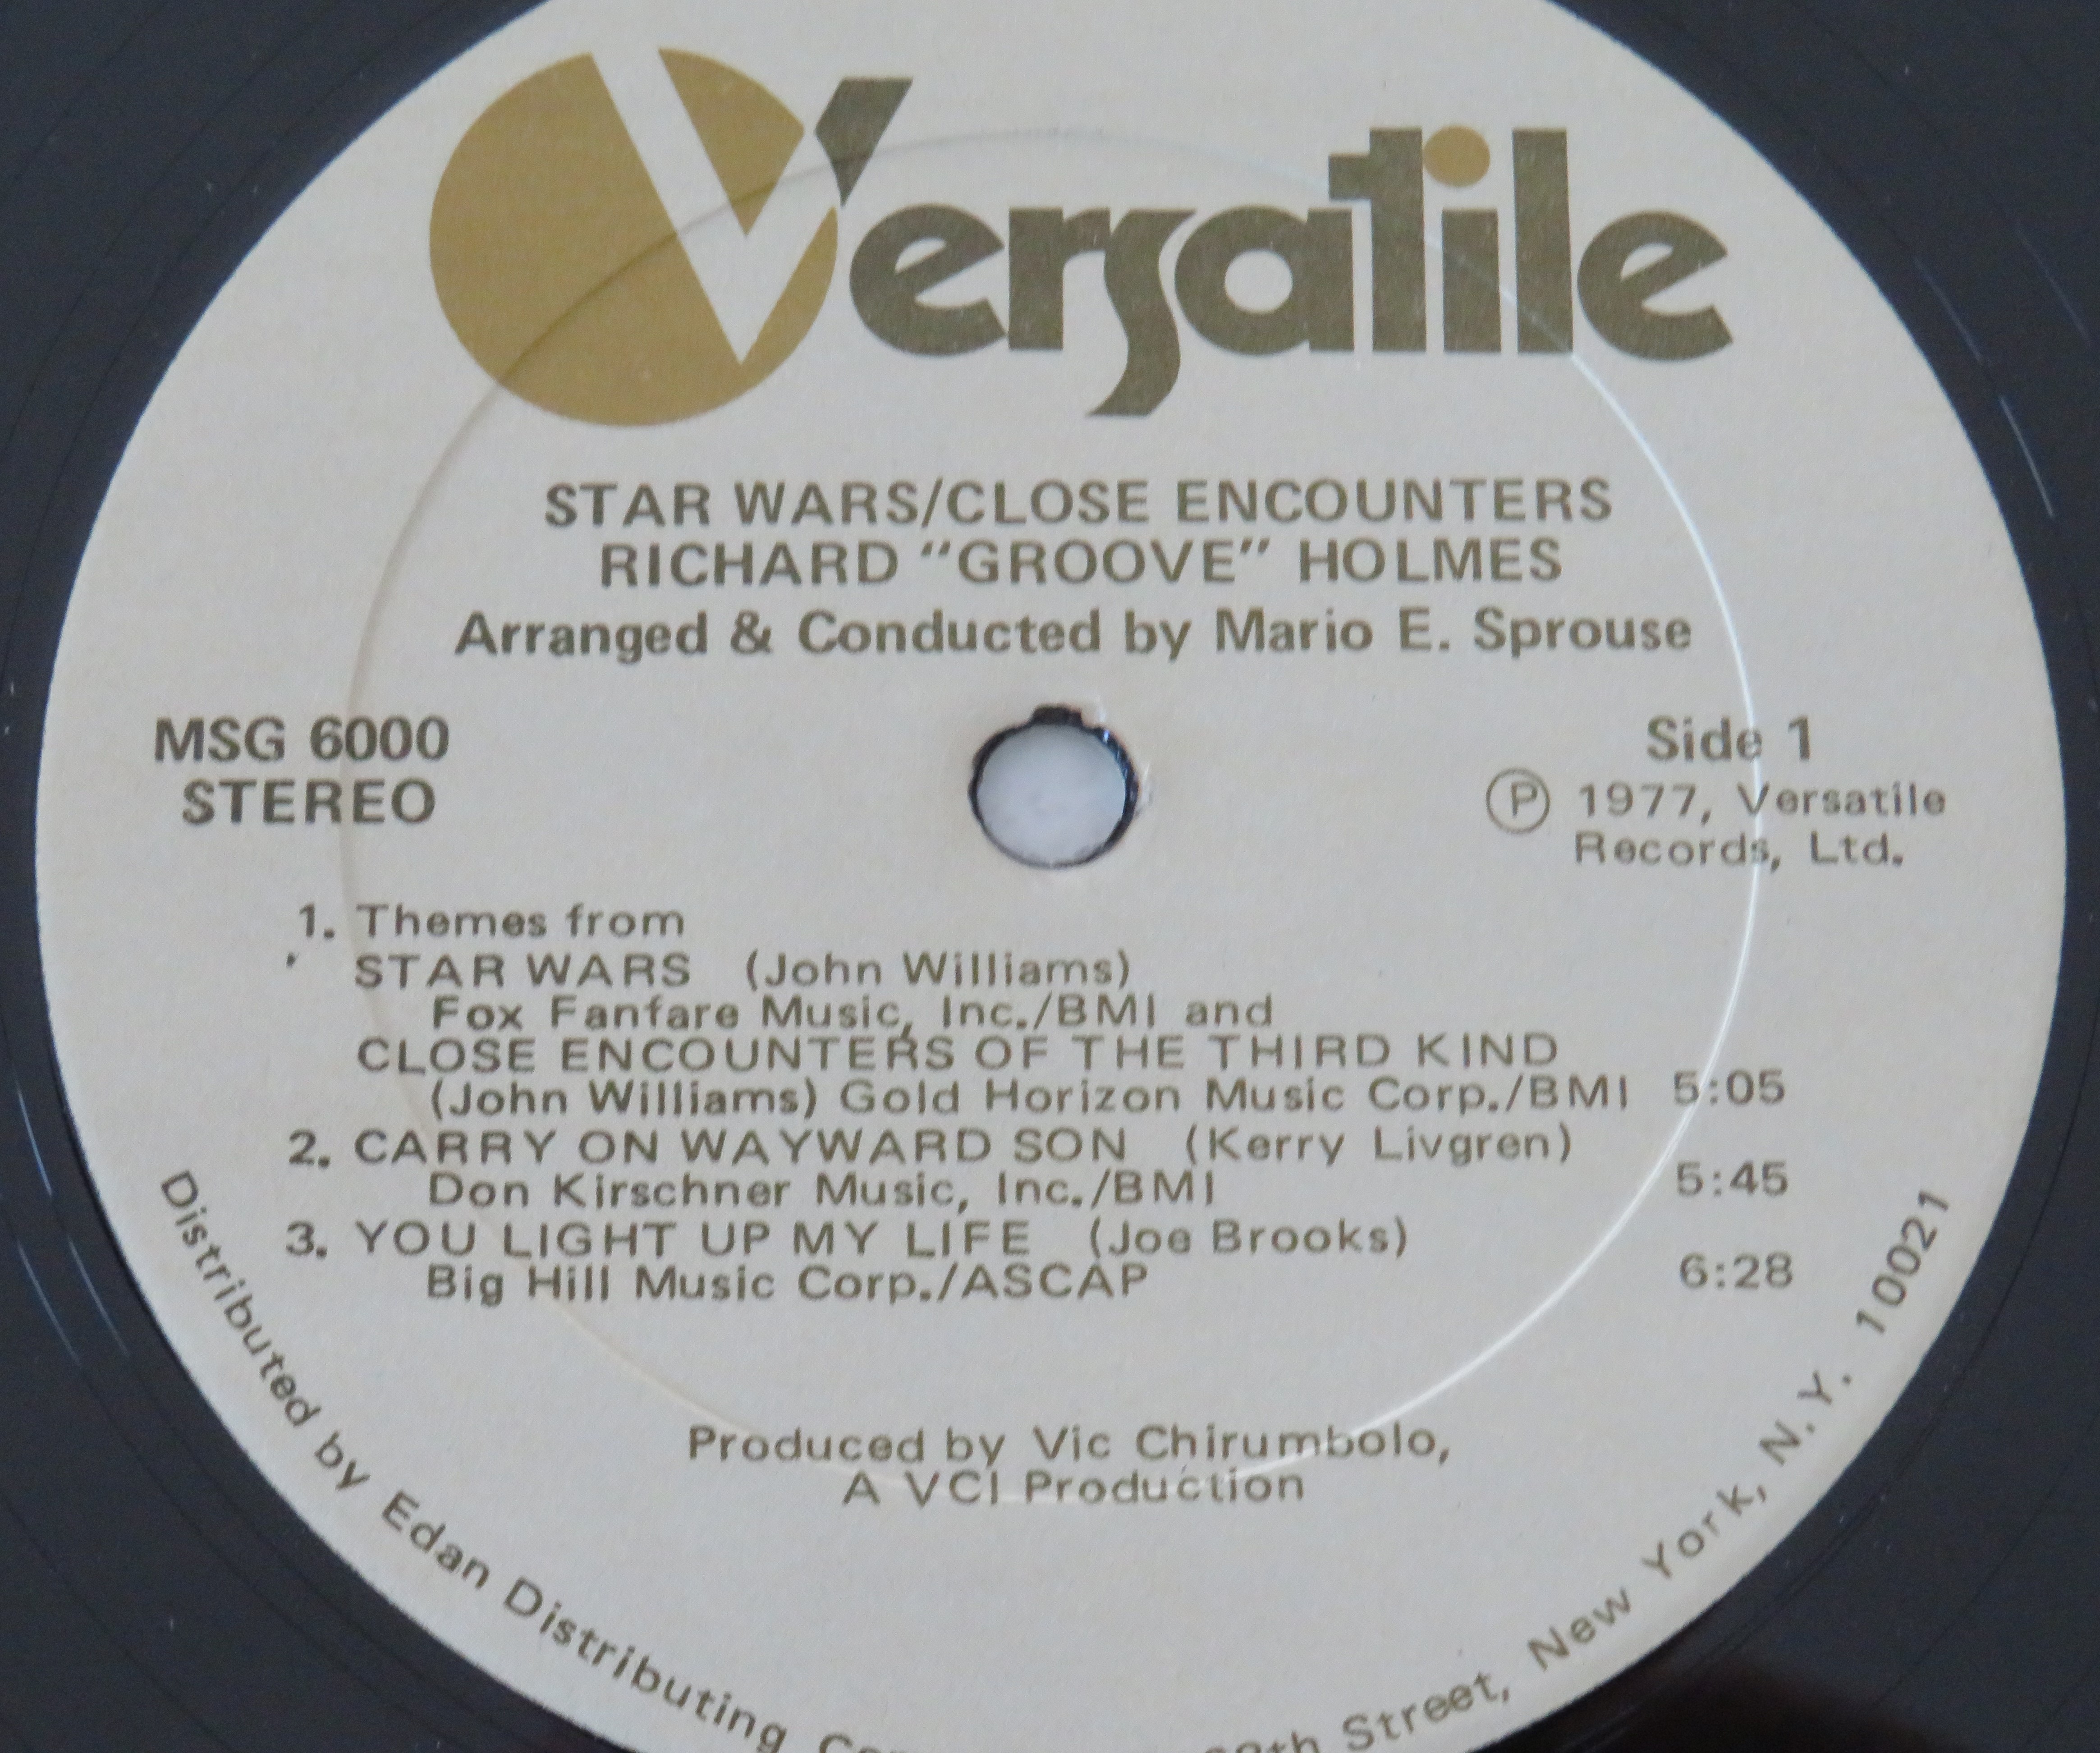 Versatile
STAR WARS/CLOSE ENCOUNTERS
RICHARD "GROOVE" HOLMES
Arranged & Conducted by Mario E. Sprouse
MSG 6000
STEREO
Side 1
Ⓟ 1977, Versatile
Records, Ltd.
1. Themes from
STAR WARS (John Williams)
Fox Fanfare Music, Inc./BMI and
CLOSE ENCOUNTERS OF THE THIRD KIND
(John Williams) Gold Horizon Music Corp./BMI 5:05
2. CARRY ON WAYWARD SON (Kerry Livgren)
Don Kirschner Music, Inc./BMI 5:45
3. YOU LIGHT UP MY LIFE (Joe Brooks)
Big Hill Music Corp./ASCAP 6:28
Produced by Vic Chirumbolo,
A VCI Production
Distributed by Edan Distributing Street, New York, N.Y. 10021